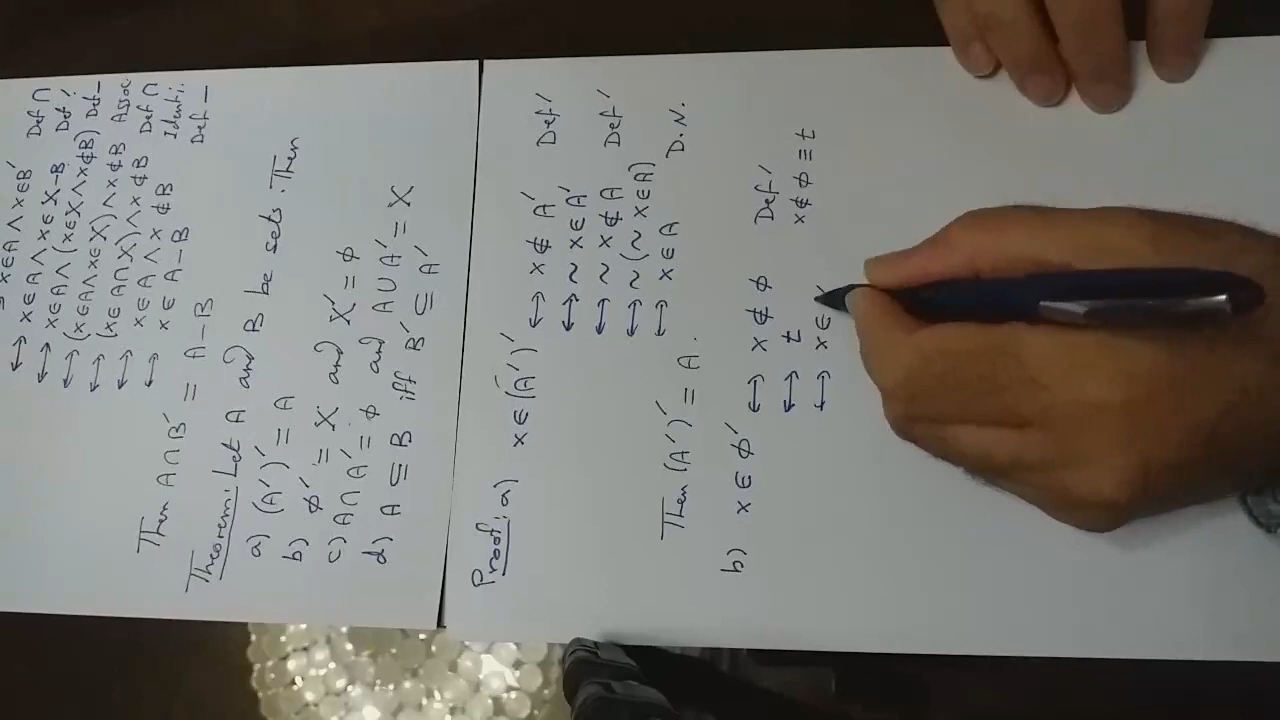 ↔ x∈A ∧ x∈B′ Def ∩
↔ x∈A ∧ x∈X−B Def ′
↔ x∈A ∧ (x∈X ∧ x∉B) Def −
↔ (x∈A ∧ x∈X) ∧ x∉B Assoc.
↔ (x∈A∩X) ∧ x∉B Def ∩
↔ x∈A ∧ x∉B Identi.
↔ x∈A−B Def −
Then A∩B′ = A−B
Theorem: Let A and B be sets. Then
a) (A′)′ = A
b) φ′ = X and X′ = φ
c) A∩A′ = φ and A∪A′ = X
d) A ⊆ B iff B′ ⊆ A′
Proof: a) x∈(A′)′ ↔ x∉A′ Def ′
↔ ~ x∈A′
↔ ~ x∉A Def ′
↔ ~(~ x∈A)
↔ x∈A D.N.
Then (A′)′ = A.
b) x∈φ′ ↔ x∉φ Def ′
↔ t x∉φ ≡ t
↔ x∈